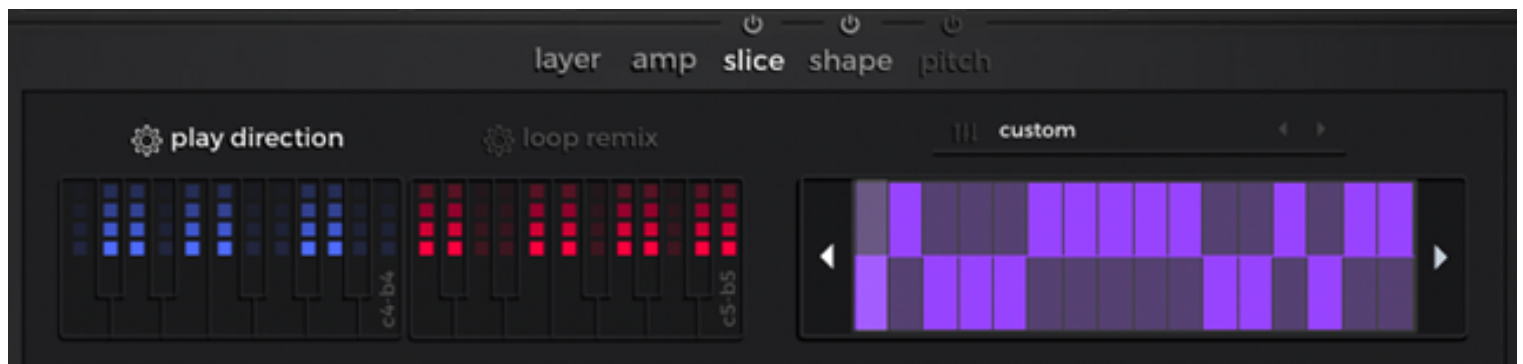 layer amp slice shape pitch
play direction loop remix custom
c4-b4 c5-b5